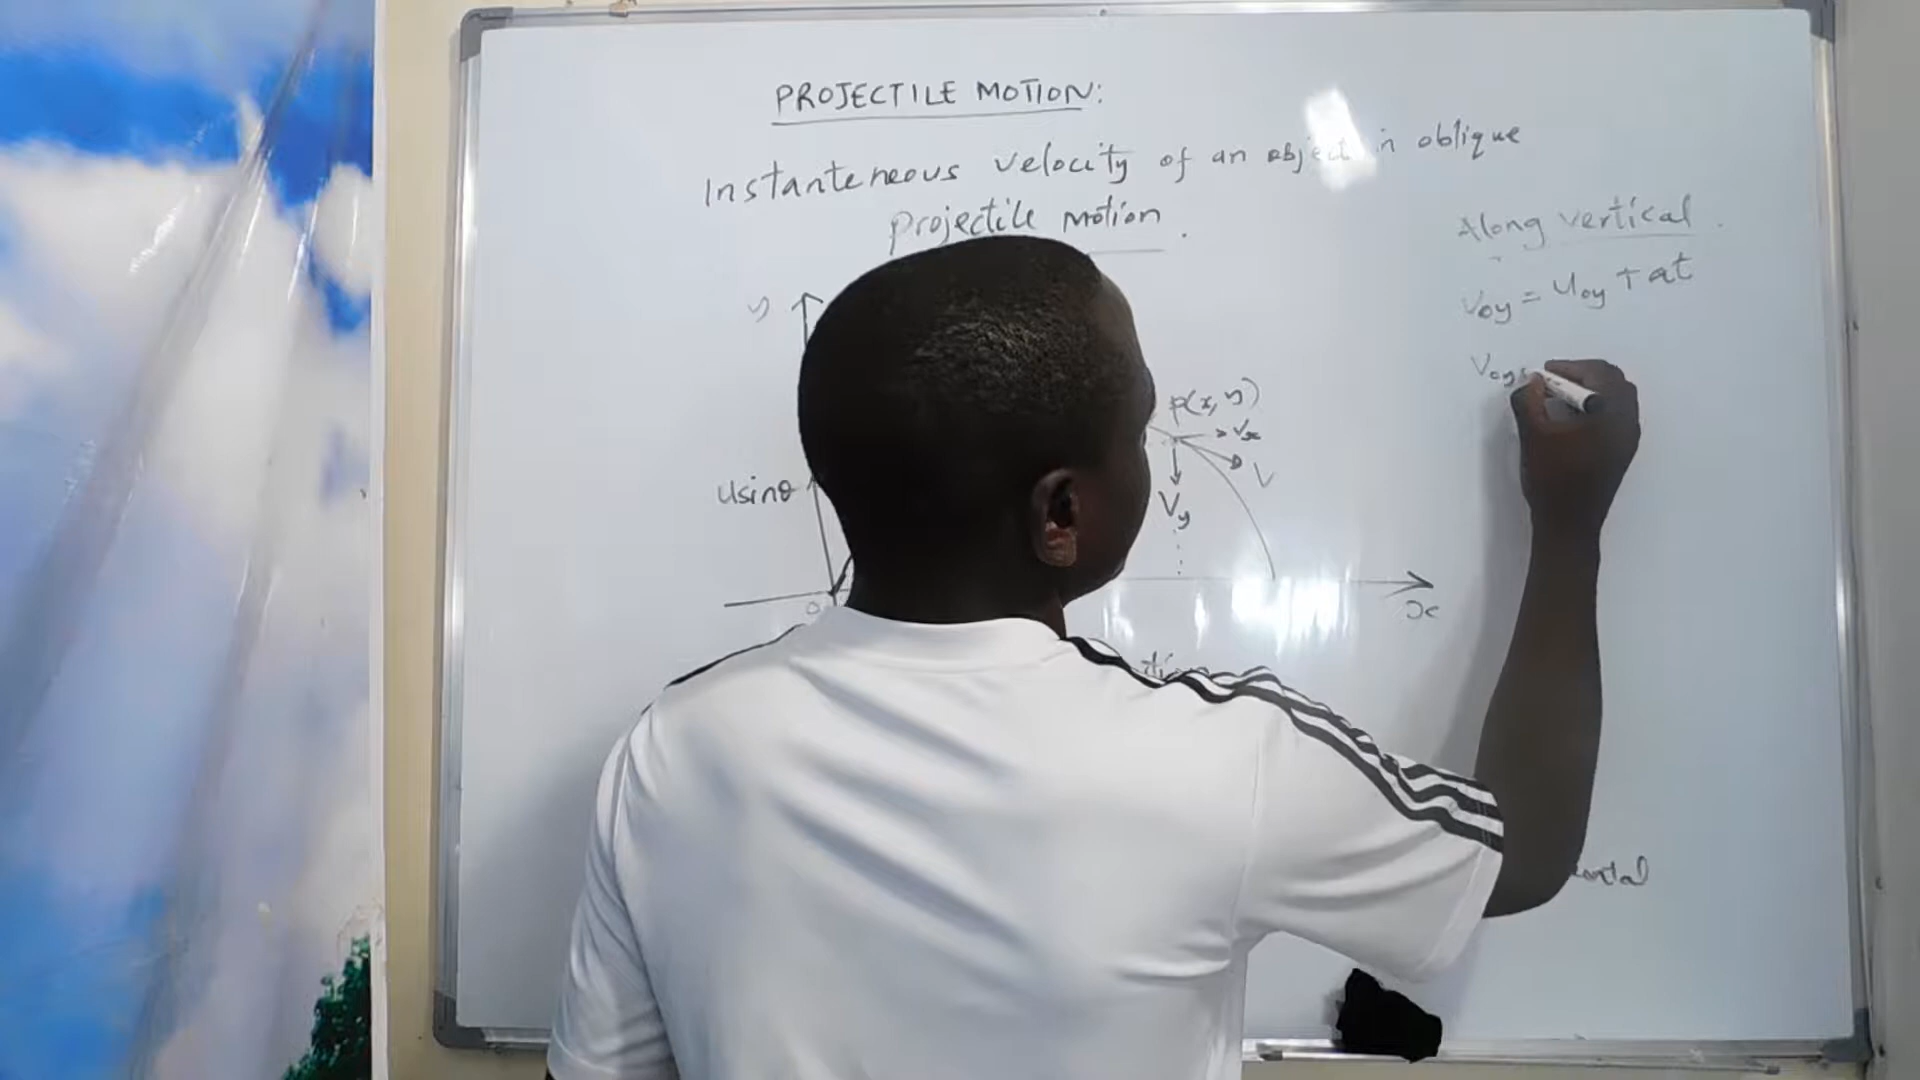 PROJECTILE MOTION:
Instanteneous velocity of an object in oblique
projectile motion.
Along vertical.
Voy = Uoy + at
Voy=
y
P(x, y)
Vx
V
Usinθ
Vy
o
x